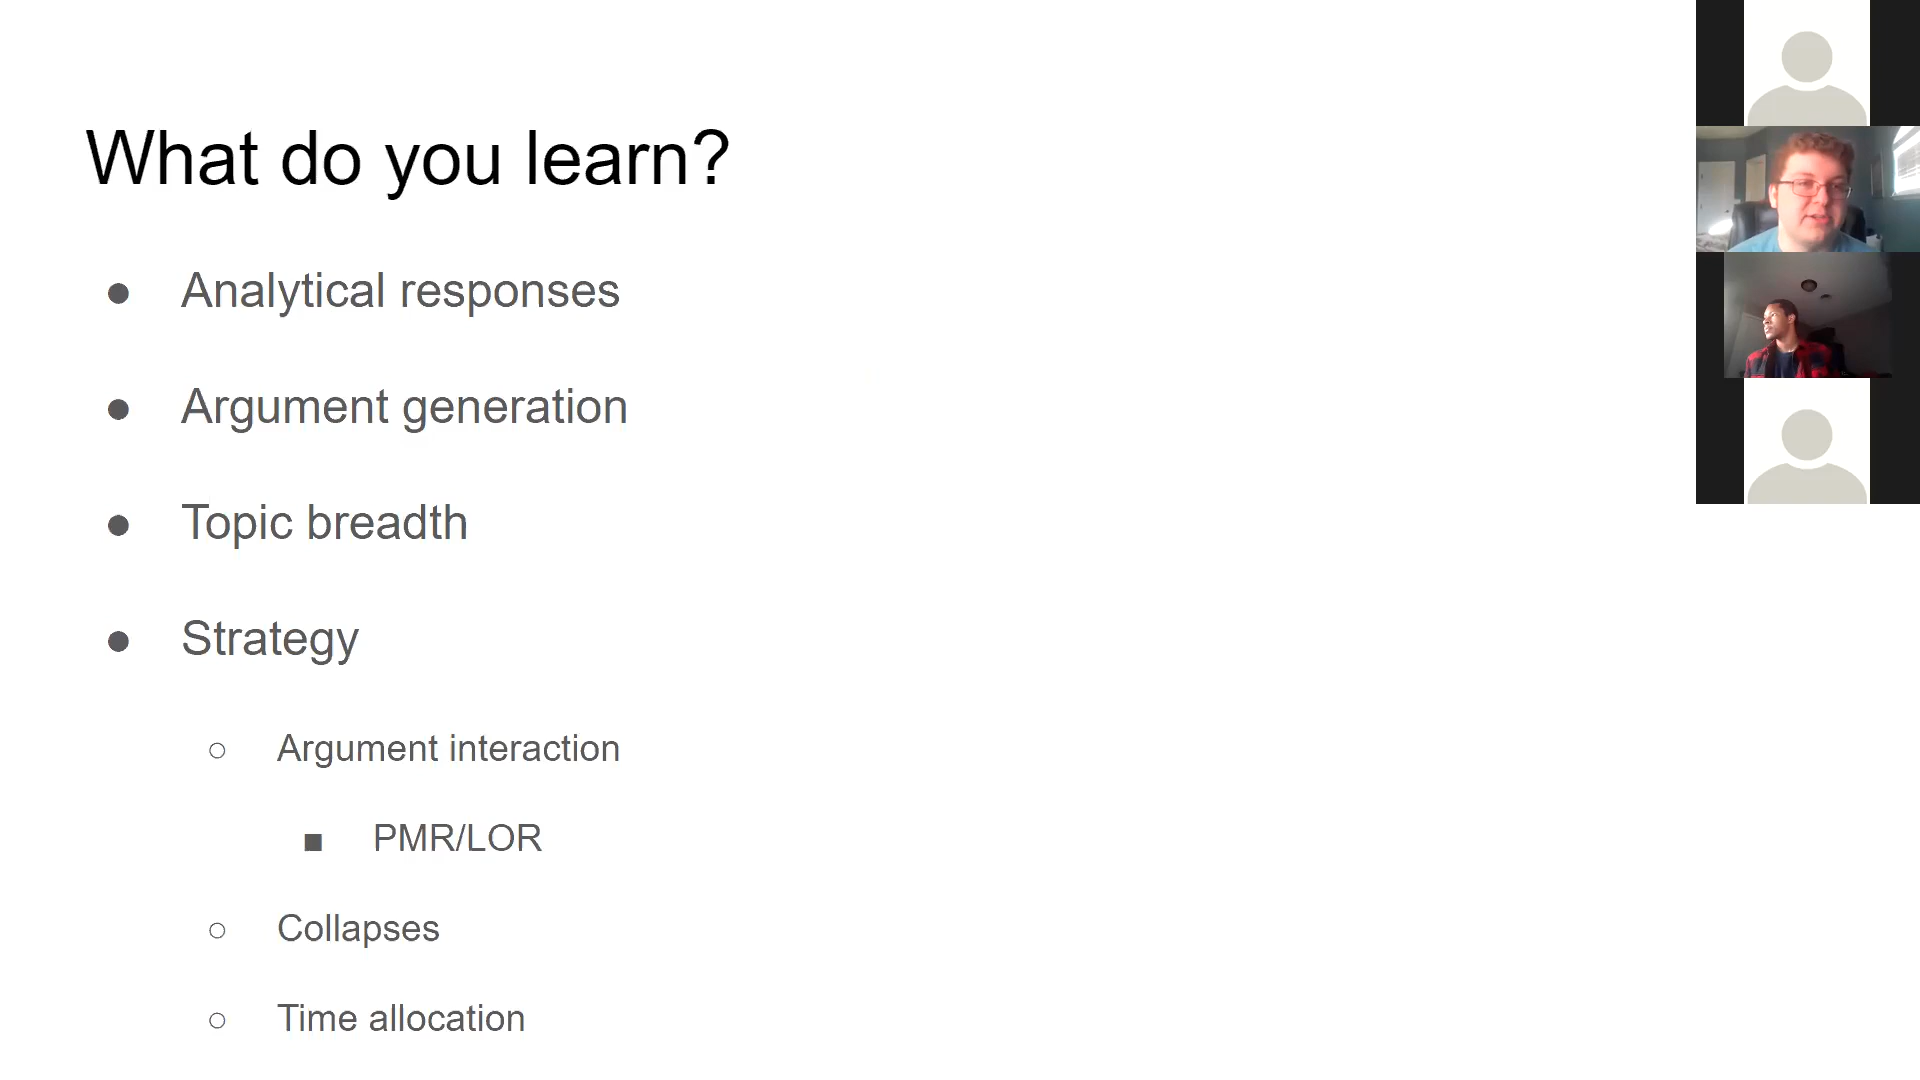 What do you learn?
● Analytical responses
● Argument generation
● Topic breadth
● Strategy
○ Argument interaction
■ PMR/LOR
○ Collapses
○ Time allocation